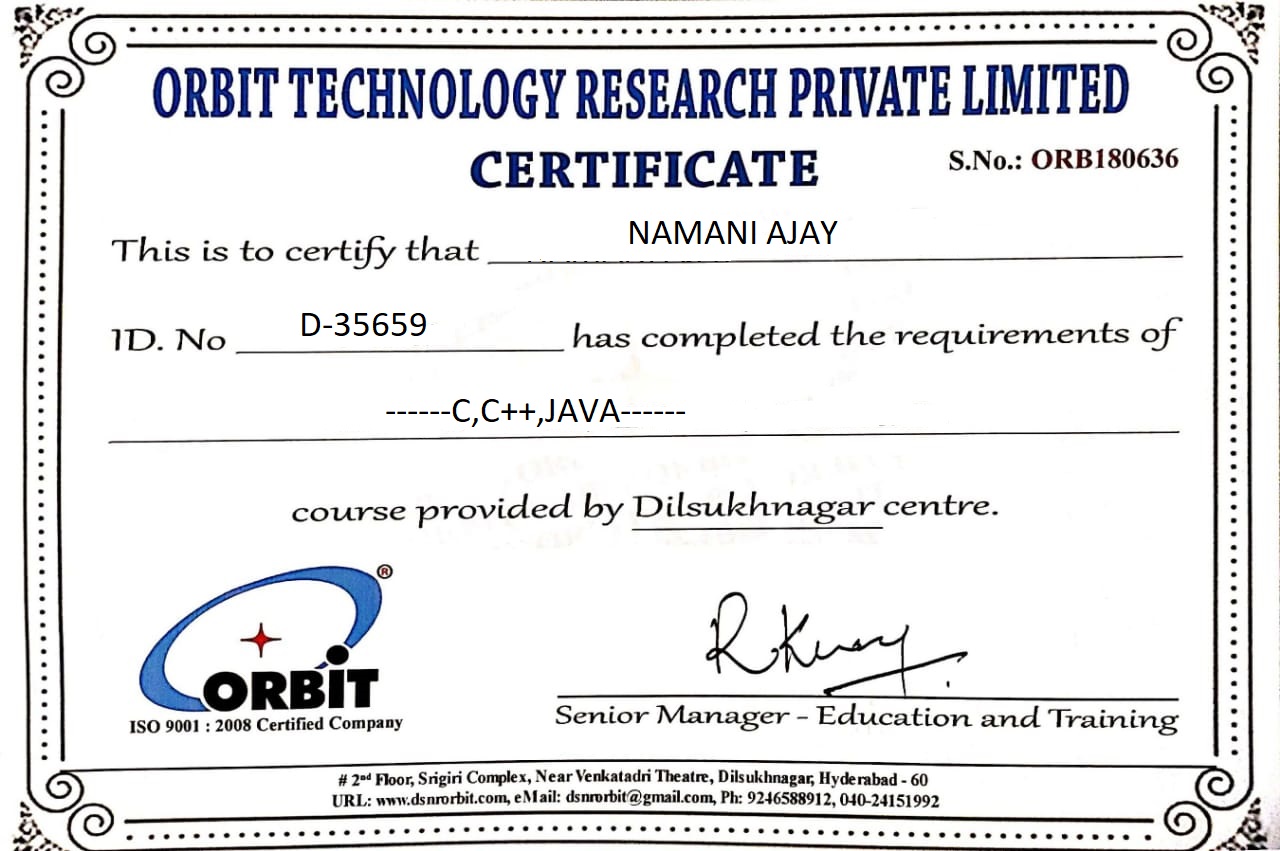 ORBIT TECHNOLOGY RESEARCH PRIVATE LIMITED
CERTIFICATE
S.No.: ORB180636
This is to certify that NAMANI AJAY
ID. No D-35659 has completed the requirements of
------C,C++,JAVA------
course provided by Dilsukhnagar centre.
®
ORBIT
ISO 9001 : 2008 Certified Company
Senior Manager - Education and Training
# 2nd Floor, Srigiri Complex, Near Venkatadri Theatre, Dilsukhnagar, Hyderabad - 60
URL: www.dsnrorbit.com, eMail: dsnrorbit@gmail.com, Ph: 9246588912, 040-24151992